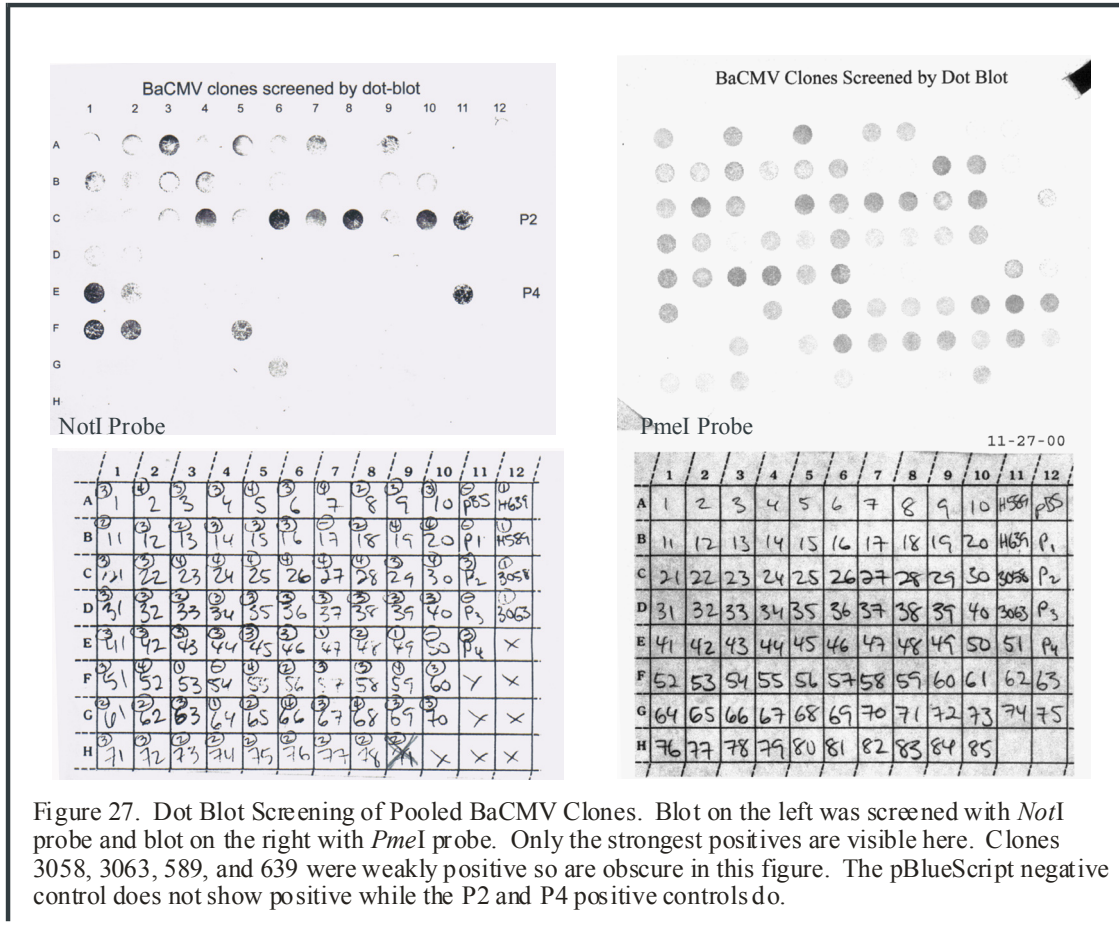 BaCMV clones screened by dot-blot
1 2 3 4 5 6 7 8 9 10 11 12
A
B
C P2
D
E P4
F
G
H
NotI Probe
BaCMV Clones Screened by Dot Blot
PmeI Probe
11-27-00
1 2 3 4 5 6 7 8 9 10 11 12
A 1 2 3 4 5 6 7 8 9 10 pBS H639
B 11 12 13 14 15 16 17 18 19 20 P1 H589
C 21 22 23 24 25 26 27 28 29 30 P2 3058
D 31 32 33 34 35 36 37 38 39 40 P3 3063
E 41 42 43 44 45 46 47 48 49 50 P4 X
F 51 52 53 54 55 56 57 58 59 60 X X
G 61 62 63 64 65 66 67 68 69 70 X X
H 71 72 73 74 75 76 77 78 X X X
1 2 3 4 5 6 7 8 9 10 11 12
A 1 2 3 4 5 6 7 8 9 10 H589 pBS
B 11 12 13 14 15 16 17 18 19 20 H639 P1
C 21 22 23 24 25 26 27 28 29 30 3058 P2
D 31 32 33 34 35 36 37 38 39 40 3063 P3
E 41 42 43 44 45 46 47 48 49 50 51 P4
F 52 53 54 55 56 57 58 59 60 61 62 63
G 64 65 66 67 68 69 70 71 72 73 74 75
H 76 77 78 79 80 81 82 83 84 85
Figure 27. Dot Blot Screening of Pooled BaCMV Clones. Blot on the left was screened with NotI
probe and blot on the right with PmeI probe. Only the strongest positives are visible here. Clones
3058, 3063, 589, and 639 were weakly positive so are obscure in this figure. The pBlueScript negative
control does not show positive while the P2 and P4 positive controls do.